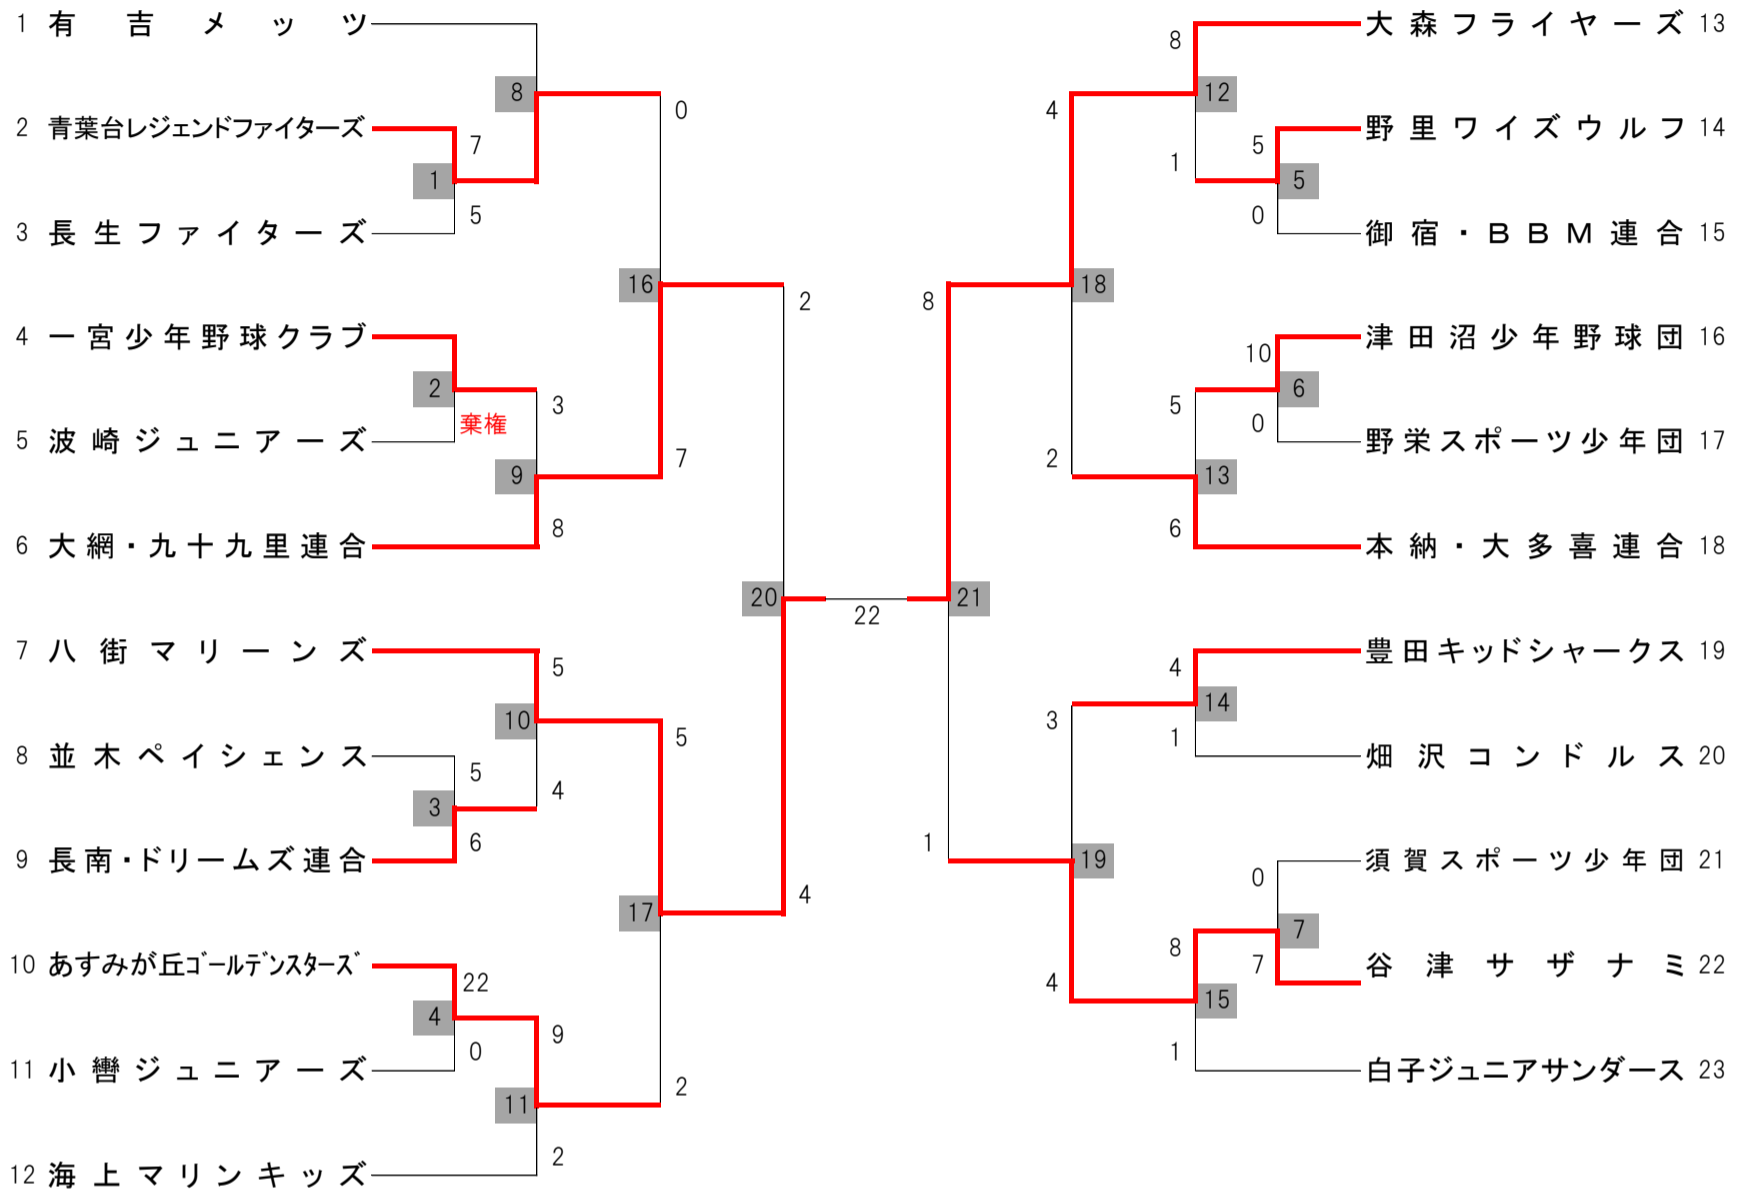 1 有吉メッツ
8
0
2 青葉台レジェンドファイターズ
7
1
5
3 長生ファイターズ
16
2
4 一宮少年野球クラブ
2
3
棄権
5 波崎ジュニアーズ
7
9
8
6 大網・九十九里連合
20
22
7 八街マリーンズ
5
10
5
8 並木ペイシェンス
5
4
3
6
9 長南・ドリームズ連合
17
4
10 あすみが丘ゴールデンスターズ
22
4
9
0
11 小轡ジュニアーズ
2
11
2
12 海上マリンキッズ
大森フライヤーズ 13
8
12
4
野里ワイズウルフ 14
5
1
5
0
御宿・BBM連合 15
18
8
津田沼少年野球団 16
10
6
5
0
野栄スポーツ少年団 17
2
13
6
本納・大多喜連合 18
21
豊田キッドシャークス 19
4
14
3
1
畑沢コンドルス 20
1
19
須賀スポーツ少年団 21
0
7
8
7
谷津サザナミ 22
4
15
1
白子ジュニアサンダース 23